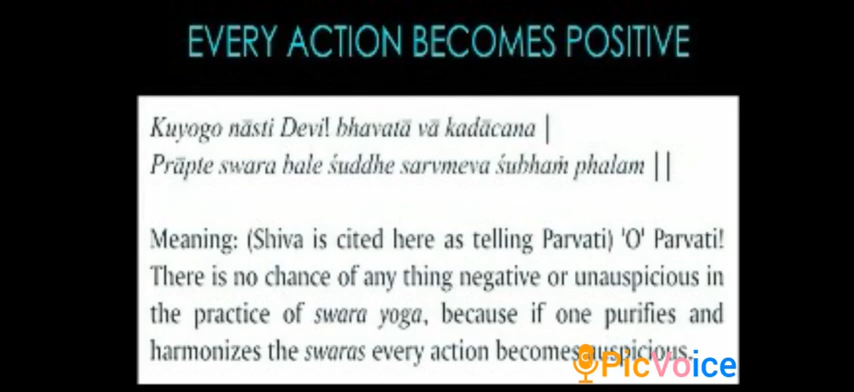 EVERY ACTION BECOMES POSITIVE
Kuyogo nāsti Devi! bhavatā vā kadācana |
Prāpte swara bale śuddhe sarvmeva śubhaṁ phalam ||
Meaning: (Shiva is cited here as telling Parvati) 'O' Parvati!
There is no chance of any thing negative or unauspicious in
the practice of swara yoga, because if one purifies and
harmonizes the swaras every action becomes auspicious.
PicVoice